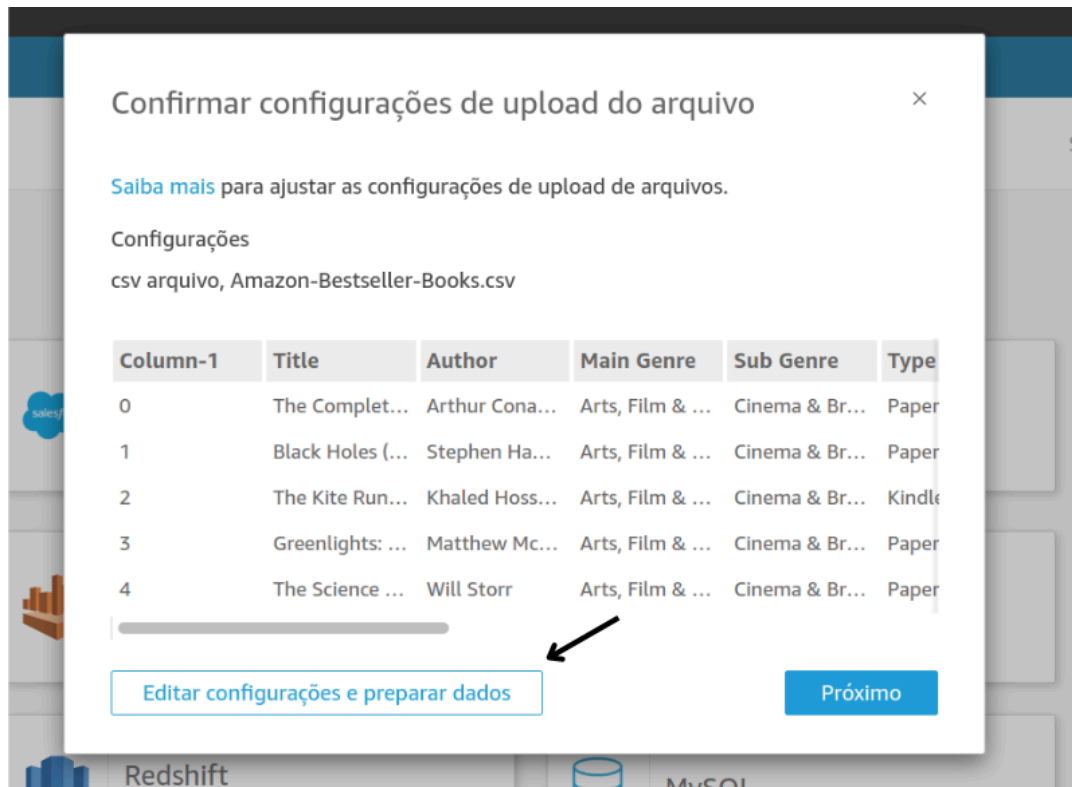 Confirmar configurações de upload do arquivo
Saiba mais para ajustar as configurações de upload de arquivos.
Configurações
csv arquivo, Amazon-Bestseller-Books.csv
Column-1 Title Author Main Genre Sub Genre Type
0 The Complet... Arthur Cona... Arts, Film & ... Cinema & Br... Paper
1 Black Holes (... Stephen Ha... Arts, Film & ... Cinema & Br... Paper
2 The Kite Run... Khaled Hoss... Arts, Film & ... Cinema & Br... Kindle
3 Greenlights: ... Matthew Mc... Arts, Film & ... Cinema & Br... Paper
4 The Science ... Will Storr Arts, Film & ... Cinema & Br... Paper
Editar configurações e preparar dados
Próximo
Redshift
MySQL